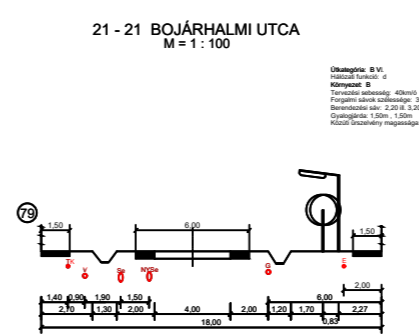 21 - 21 BOJÁRHALMI UTCA
M = 1 : 100
Útkategória: B VI.
Hálózati funkció: d
Környezet: B
Tervezési sebesség: 40km/ó
Forgalmi sávok szélessége: 3
Berendezési sáv: 2,20 ill. 3,20
Gyalogjárda: 1,50m , 1,50m
Közúti űrszelvény magassága
79
1,50
6,00
1,50
TK
V
Se
NYSe
G
E
2,00
1,40
0,90
1,90
1,50
6,00
2,70
1,30
2,00
4,00
2,00
1,20
1,70
2,27
18,00
0,83